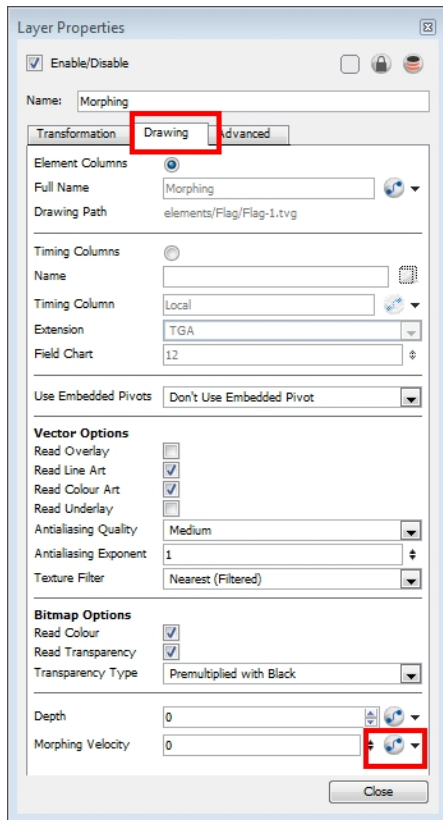 Layer Properties
Enable/Disable
Name: Morphing
Transformation Drawing Advanced
Element Columns
Full Name Morphing
Drawing Path elements/Flag/Flag-1.tvg
Timing Columns
Name
Timing Column Local
Extension TGA
Field Chart 12
Use Embedded Pivots Don't Use Embedded Pivot
Vector Options
Read Overlay
Read Line Art
Read Colour Art
Read Underlay
Antialiasing Quality Medium
Antialiasing Exponent 1
Texture Filter Nearest (Filtered)
Bitmap Options
Read Colour
Read Transparency
Transparency Type Premultiplied with Black
Depth 0
Morphing Velocity 0
Close